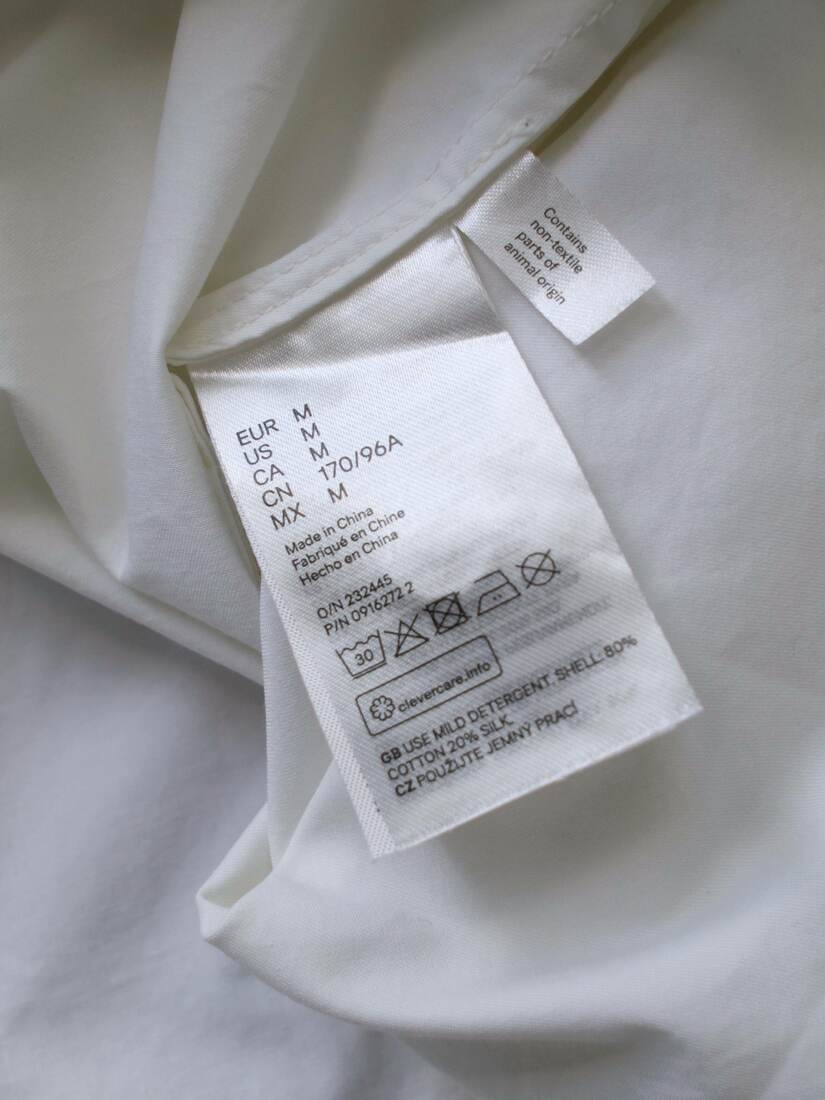 Contains
non-textile
parts of
animal origin
EUR M
US M
CA M
CN 170/96A
MX M
Made in China
Fabriqué en Chine
Hecho en China
O/N 232445
P/N 0916272 2
30
clevercare.info
GB USE MILD DETERGENT. SHELL: 80%
COTTON 20% SILK.
CZ POUŽIJTE JEMNÝ PRACÍ